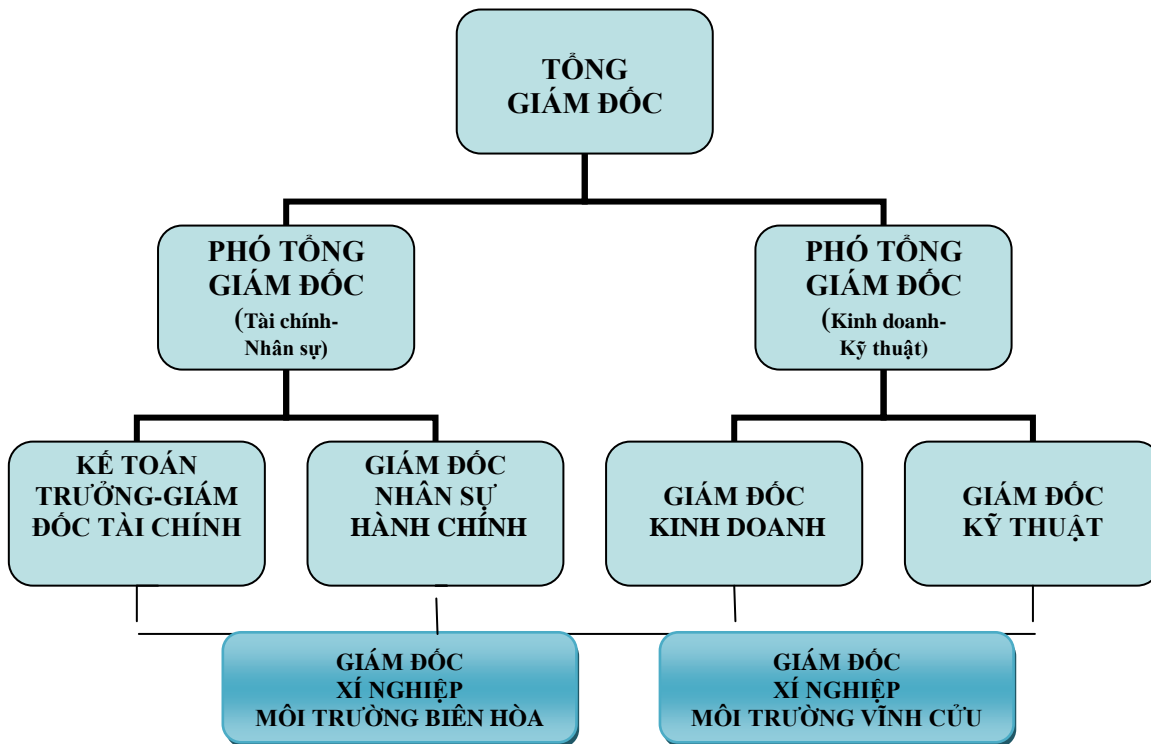 TỔNG
GIÁM ĐỐC
PHÓ TỔNG
GIÁM ĐỐC
(Tài chính-
Nhân sự)
PHÓ TỔNG
GIÁM ĐỐC
(Kinh doanh-
Kỹ thuật)
KẾ TOÁN
TRƯỞNG-GIÁM
ĐỐC TÀI CHÍNH
GIÁM ĐỐC
NHÂN SỰ
HÀNH CHÍNH
GIÁM ĐỐC
KINH DOANH
GIÁM ĐỐC
KỸ THUẬT
GIÁM ĐỐC
XÍ NGHIỆP
MÔI TRƯỜNG BIÊN HÒA
GIÁM ĐỐC
XÍ NGHIỆP
MÔI TRƯỜNG VĨNH CỬU